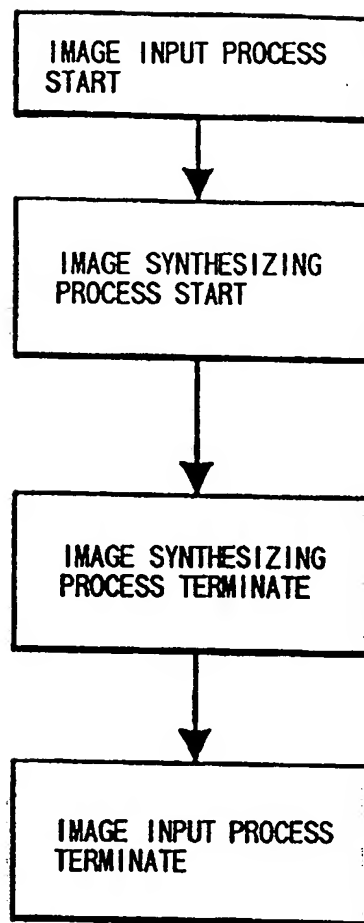 IMAGE INPUT PROCESS
START
IMAGE SYNTHESIZING
PROCESS START
IMAGE SYNTHESIZING
PROCESS TERMINATE
IMAGE INPUT PROCESS
TERMINATE